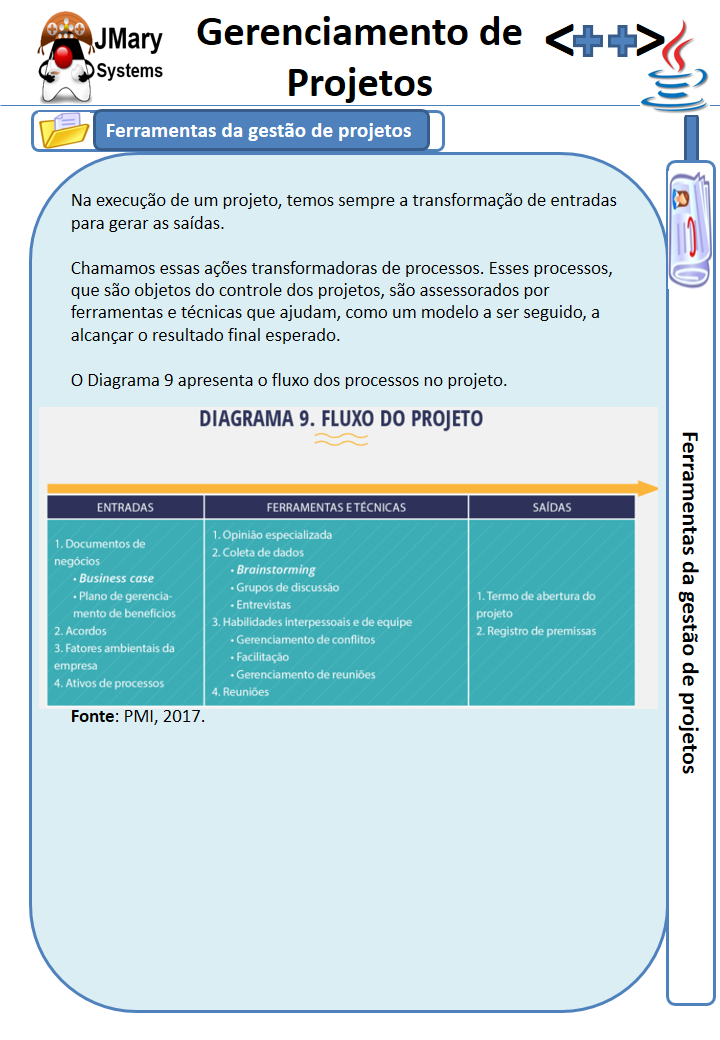 JMary
Systems
Gerenciamento de
Projetos
<++>
Ferramentas da gestão de projetos
Na execução de um projeto, temos sempre a transformação de entradas
para gerar as saídas.
Chamamos essas ações transformadoras de processos. Esses processos,
que são objetos do controle dos projetos, são assessorados por
ferramentas e técnicas que ajudam, como um modelo a ser seguido, a
alcançar o resultado final esperado.
O Diagrama 9 apresenta o fluxo dos processos no projeto.
DIAGRAMA 9. FLUXO DO PROJETO
ENTRADAS
1. Documentos de
negócios
• Business case
• Plano de gerencia-
mento de benefícios
2. Acordos
3. Fatores ambientais da
empresa
4. Ativos de processos
FERRAMENTAS E TÉCNICAS
1. Opinião especializada
2. Coleta de dados
• Brainstorming
• Grupos de discussão
• Entrevistas
3. Habilidades interpessoais e de equipe
• Gerenciamento de conflitos
• Facilitação
• Gerenciamento de reuniões
4. Reuniões
SAÍDAS
1. Termo de abertura do
projeto
2. Registro de premissas
Fonte: PMI, 2017.
Ferramentas da gestão de projetos